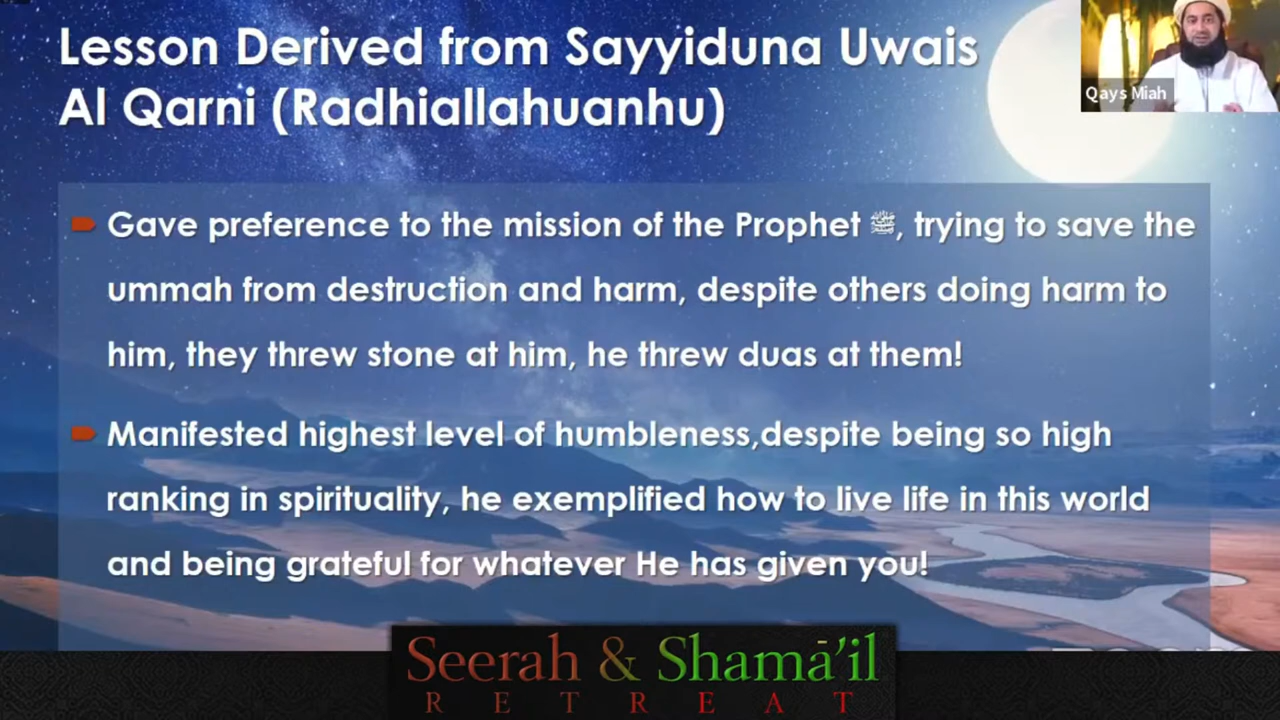 Lesson Derived from Sayyiduna Uwais
Al Qarni (Radhiallahuanhu)
Qays Miah
Gave preference to the mission of the Prophet ﷺ, trying to save the
ummah from destruction and harm, despite others doing harm to
him, they threw stone at him, he threw duas at them!
Manifested highest level of humbleness,despite being so high
ranking in spirituality, he exemplified how to live life in this world
and being grateful for whatever He has given you!
Seerah & Shamā'il
RETREAT